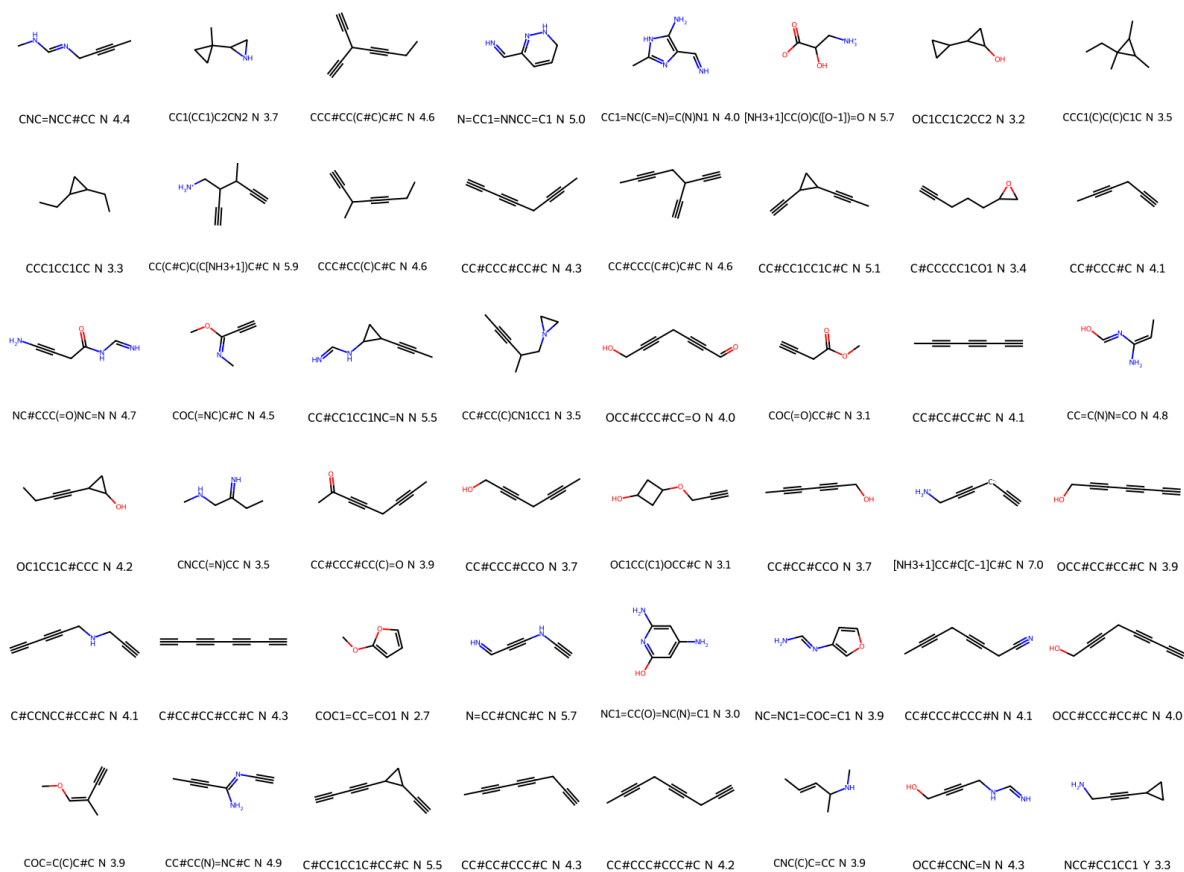 CNC=NCC#CC N 4.4
CC1(CC1)C2CN2 N 3.7
CCC#CC(C#C)C#C N 4.6
N=CC1=NNCC=C1 N 5.0
CC1=NC(C=N)=C(N)N1 N 4.0
[NH3+1]CC(O)C([O-1])=O N 5.7
OC1CC1C2CC2 N 3.2
CCC1(C)C(C)C1C N 3.5
CCC1CC1CC N 3.3
CC(C#C)C(C[NH3+1])C#C N 5.9
CCC#CC(C)C#C N 4.6
CC#CCC#CC#C N 4.3
CC#CCC(C#C)C#C N 4.6
CC#CC1CC1C#C N 5.1
C#CCCCC1CO1 N 3.4
CC#CCC#C N 4.1
NC#CCC(=O)NC=N N 4.7
COC(=NC)C#C N 4.5
CC#CC1CC1NC=N N 5.5
CC#CC(C)CN1CC1 N 3.5
OCC#CCC#CC=O N 4.0
COC(=O)CC#C N 3.1
CC#CC#CC#C N 4.1
CC=C(N)N=CO N 4.8
OC1CC1C#CCC N 4.2
CNCC(=N)CC N 3.5
CC#CCC#CC(C)=O N 3.9
CC#CCC#CCO N 3.7
OC1CC(C1)OCC#C N 3.1
CC#CC#CCO N 3.7
[NH3+1]CC#C[C-1]C#C N 7.0
OCC#CC#CC#C N 3.9
C#CCNCC#CC#C N 4.1
C#CC#CC#CC#C N 4.3
COC1=CC=CO1 N 2.7
N=CC#CNC#C N 5.7
NC1=CC(O)=NC(N)=C1 N 3.0
NC=NC1=COC=C1 N 3.9
CC#CCC#CCC#N N 4.1
OCC#CCC#CC#C N 4.0
COC=C(C)C#C N 3.9
CC#CC(N)=NC#C N 4.9
C#CC1CC1C#CC#C N 5.5
CC#CC#CCC#C N 4.3
CC#CCC#CCC#C N 4.2
CNC(C)C=CC N 3.9
OCC#CCNC=N N 4.3
NCC#CC1CC1 Y 3.3